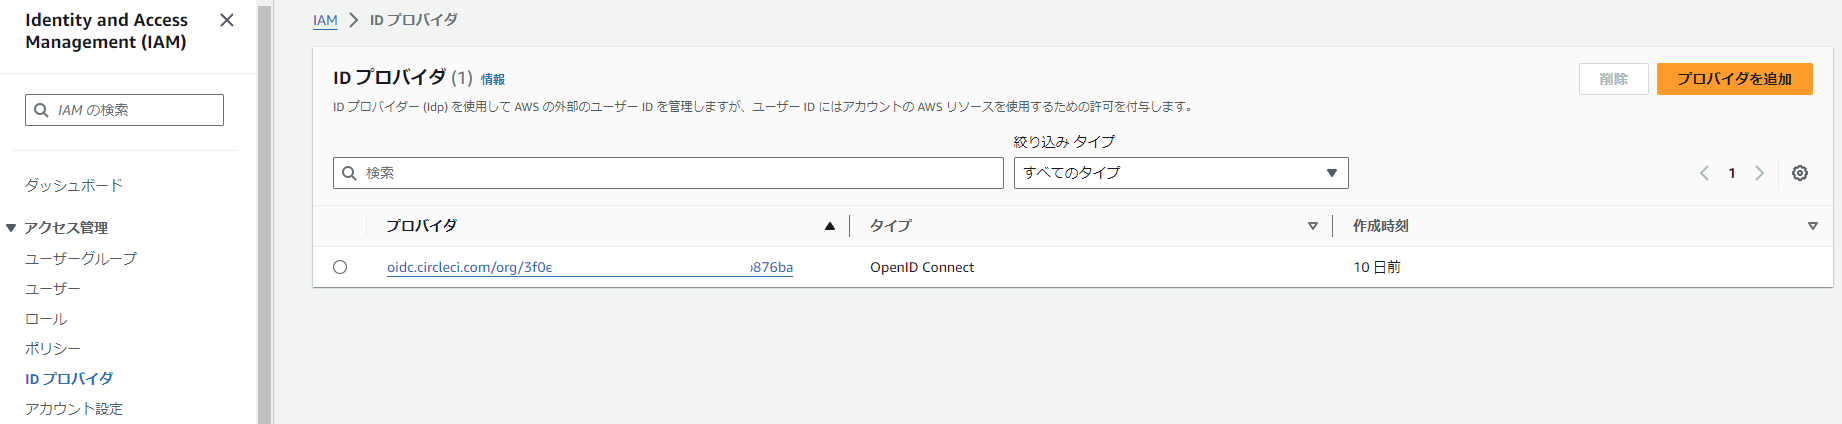 Identity and Access
Management (IAM)
IAM の検索
ダッシュボード
アクセス管理
ユーザーグループ
ユーザー
ロール
ポリシー
ID プロバイダ
アカウント設定
IAM > ID プロバイダ
ID プロバイダ (1) 情報
削除
プロバイダを追加
ID プロバイダー (Idp) を使用して AWS の外部のユーザー ID を管理しますが、ユーザー ID にはアカウントの AWS リソースを使用するための許可を付与します。
絞り込み タイプ
検索
すべてのタイプ
1
プロバイダ タイプ 作成時刻
oidc.circleci.com/org/3f0e b876ba OpenID Connect 10 日前